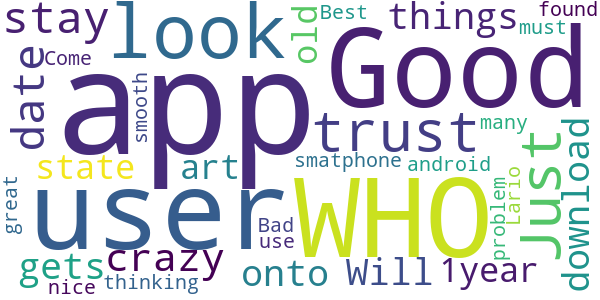 stay
look
old
Best
things
found
must
Come
date
app
smooth
Good
trust
many
state
art
smatphone
android
Just
download
great
user
WHO
problem
Lario
Bad
use
gets
crazy
onto
Will
1year
nice
thinking